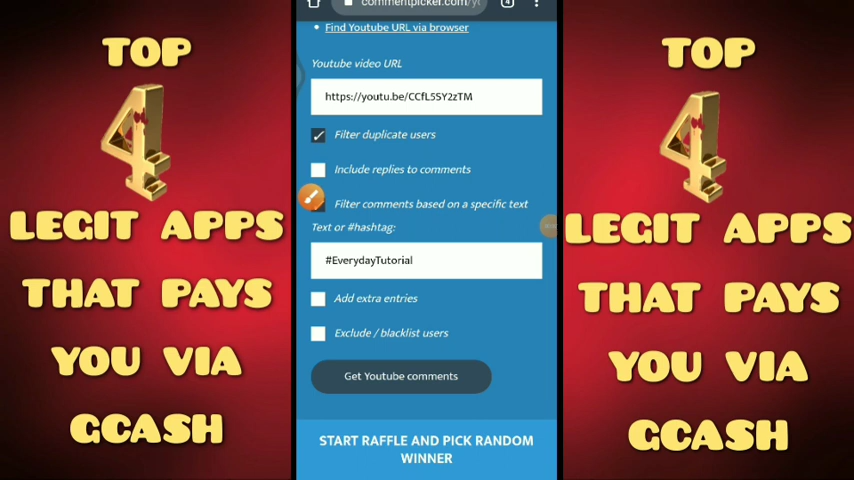 TOP
4
LEGIT APPS
THAT PAYS
YOU VIA
GCASH
commentpicker.com/y
4
Find Youtube URL via browser
Youtube video URL
https://youtu.be/CCfL5SY2zTM
Filter duplicate users
Include replies to comments
Filter comments based on a specific text
Text or #hashtag:
#EverydayTutorial
Add extra entries
Exclude / blacklist users
Get Youtube comments
START RAFFLE AND PICK RANDOM
WINNER
TOP
4
LEGIT APPS
THAT PAYS
YOU VIA
GCASH